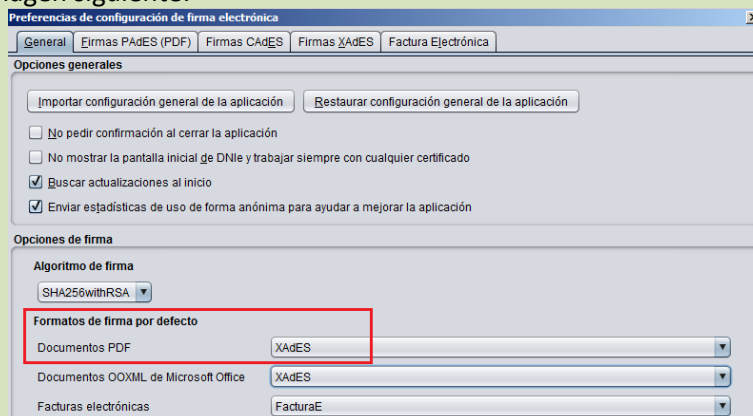 Preferencias de configuración de firma electrónica
General Firmas PAdES (PDF) Firmas CAdES Firmas XAdES Factura Electrónica
Opciones generales
Importar configuración general de la aplicación Restaurar configuración general de la aplicación
No pedir confirmación al cerrar la aplicación
No mostrar la pantalla inicial de DNIe y trabajar siempre con cualquier certificado
Buscar actualizaciones al inicio
Enviar estadísticas de uso de forma anónima para ayudar a mejorar la aplicación
Opciones de firma
Algoritmo de firma
SHA256withRSA
Formatos de firma por defecto
Documentos PDF XAdES
Documentos OOXML de Microsoft Office XAdES
Facturas electrónicas FacturaE